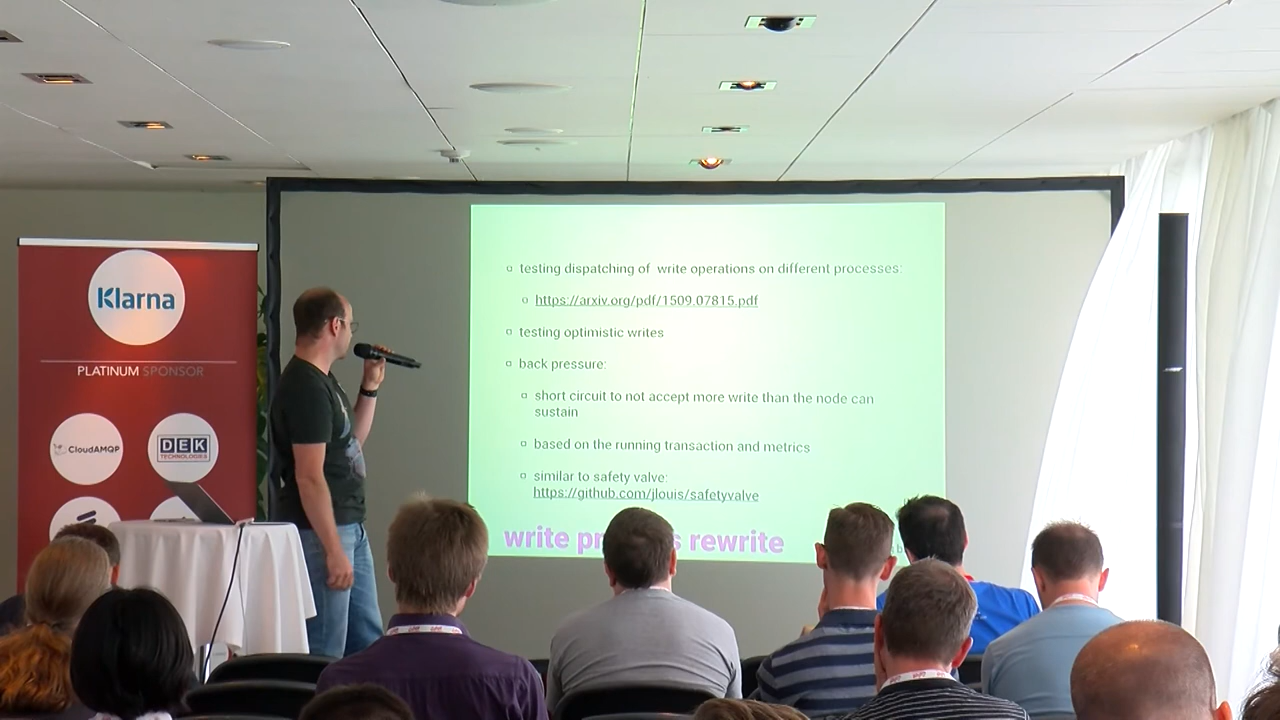 Klarna
PLATINUM SPONSOR
CloudAMQP
DEK
TECHNOLOGIES
testing dispatching of write operations on different processes:
https://arxiv.org/pdf/1509.07815.pdf
testing optimistic writes
back pressure:
short circuit to not accept more write than the node can
sustain
based on the running transaction and metrics
similar to safety valve:
https://github.com/jlouis/safetyvalve
write rewrite